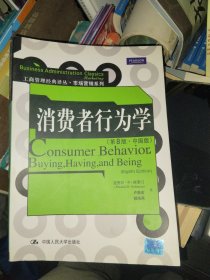 PEARSON
Business Administration Classics
Marketing
工商管理经典译丛·市场营销系列
消费者行为学
（第8版·中国版）
Consumer Behavior
Buying, Having, and Being
中国人民大学出版社